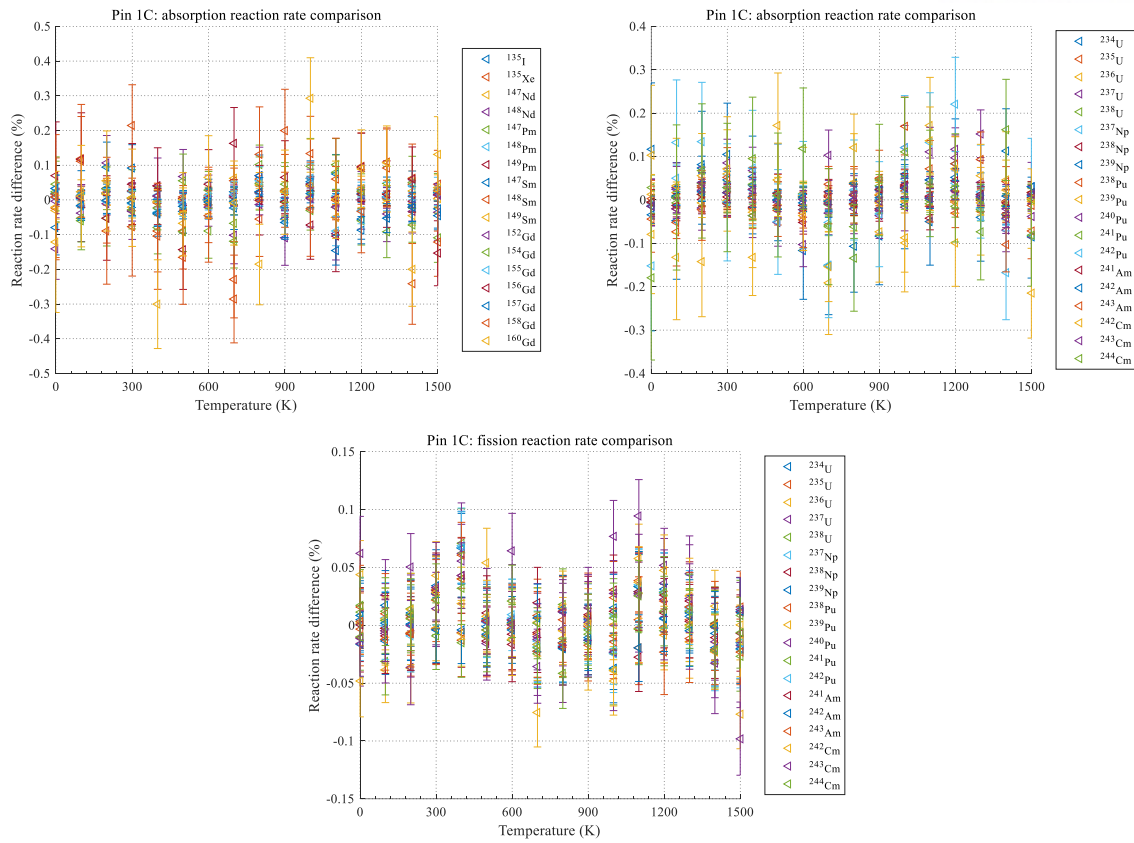 Pin 1C: absorption reaction rate comparison
Reaction rate difference (%)
0.5
0.4
0.3
0.2
0.1
0
-0.1
-0.2
-0.3
-0.4
-0.5
0 300 600 900 1200 1500
Temperature (K)
135I
135Xe
147Nd
148Nd
147Pm
148Pm
149Pm
147Sm
148Sm
149Sm
152Gd
154Gd
155Gd
156Gd
157Gd
158Gd
160Gd
Pin 1C: absorption reaction rate comparison
Reaction rate difference (%)
0.4
0.3
0.2
0.1
0
-0.1
-0.2
-0.3
-0.4
0 300 600 900 1200 1500
Temperature (K)
234U
235U
236U
237U
238U
237Np
238Np
239Np
238Pu
239Pu
240Pu
241Pu
242Pu
241Am
242Am
243Am
242Cm
243Cm
244Cm
Pin 1C: fission reaction rate comparison
Reaction rate difference (%)
0.15
0.1
0.05
0
-0.05
-0.1
-0.15
0 300 600 900 1200 1500
Temperature (K)
234U
235U
236U
237U
238U
237Np
238Np
239Np
238Pu
239Pu
240Pu
241Pu
242Pu
241Am
242Am
243Am
242Cm
243Cm
244Cm